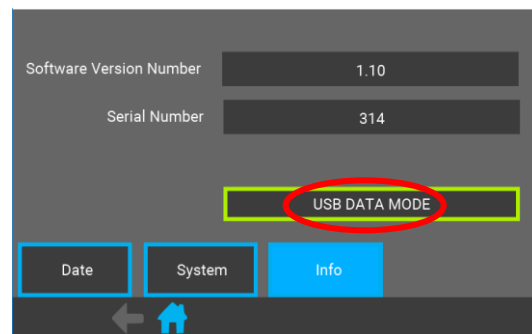 Software Version Number 1.10
Serial Number 314
USB DATA MODE
Date System Info